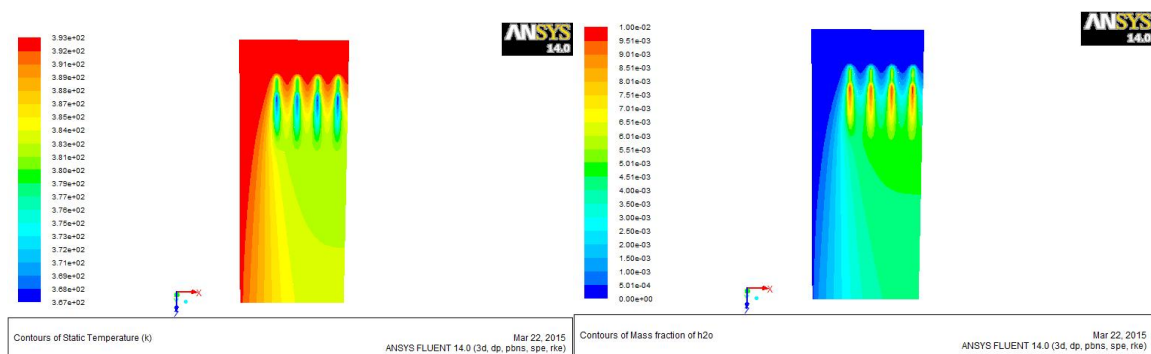 ANSYS
14.0
3.93e+02
3.92e+02
3.90e+02
3.89e+02
3.88e+02
3.86e+02
3.85e+02
3.84e+02
3.82e+02
3.81e+02
3.80e+02
3.79e+02
3.77e+02
3.76e+02
3.75e+02
3.73e+02
3.72e+02
3.71e+02
3.69e+02
3.68e+02
3.67e+02
X
Z
Contours of Static Temperature (k)
Mar 22, 2015
ANSYS FLUENT 14.0 (3d, dp, pbns, spe, rke)
ANSYS
14.0
1.00e-02
9.51e-03
9.01e-03
8.51e-03
8.01e-03
7.51e-03
7.01e-03
6.51e-03
6.01e-03
5.51e-03
5.01e-03
4.51e-03
4.00e-03
3.50e-03
3.00e-03
2.50e-03
2.00e-03
1.50e-03
1.00e-03
5.01e-04
0.00e+00
X
Z
Contours of Mass fraction of h2o
Mar 22, 2015
ANSYS FLUENT 14.0 (3d, dp, pbns, spe, rke)